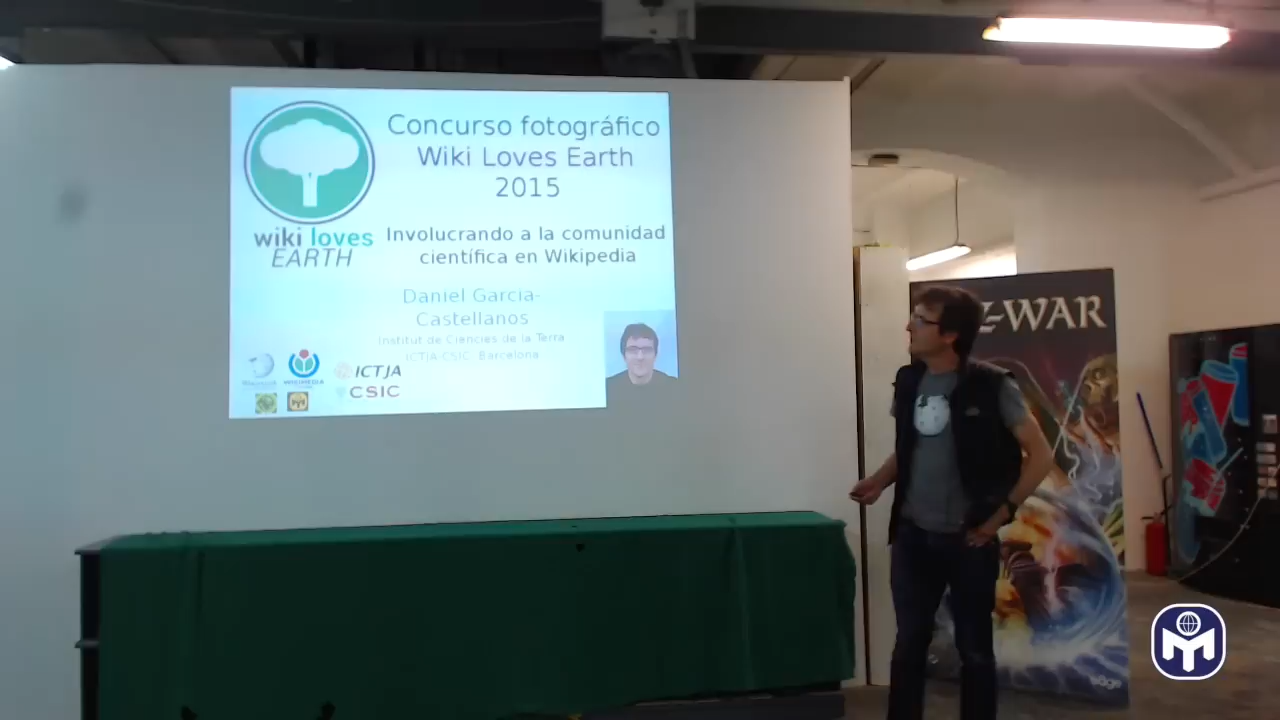 Concurso fotográfico
Wiki Loves Earth
2015
wiki loves
EARTH
Involucrando a la comunidad
científica en Wikipedia
Daniel Garcia-
Castellanos
Institut de Ciencies de la Terra
ICTJA-CSIC. Barcelona
WIKIMEDIA
ICTJA
CSIC
-WAR
M